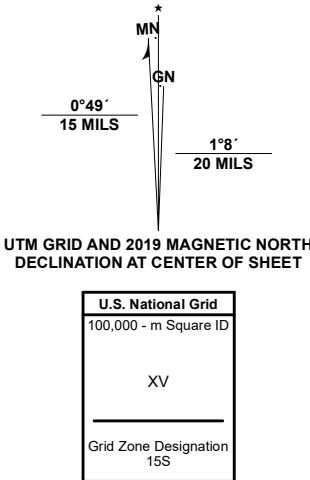 ★
MN
GN
0°49´
15 MILS
1°8´
20 MILS
UTM GRID AND 2019 MAGNETIC NORTH
DECLINATION AT CENTER OF SHEET
U.S. National Grid
100,000 - m Square ID
XV
Grid Zone Designation
15S